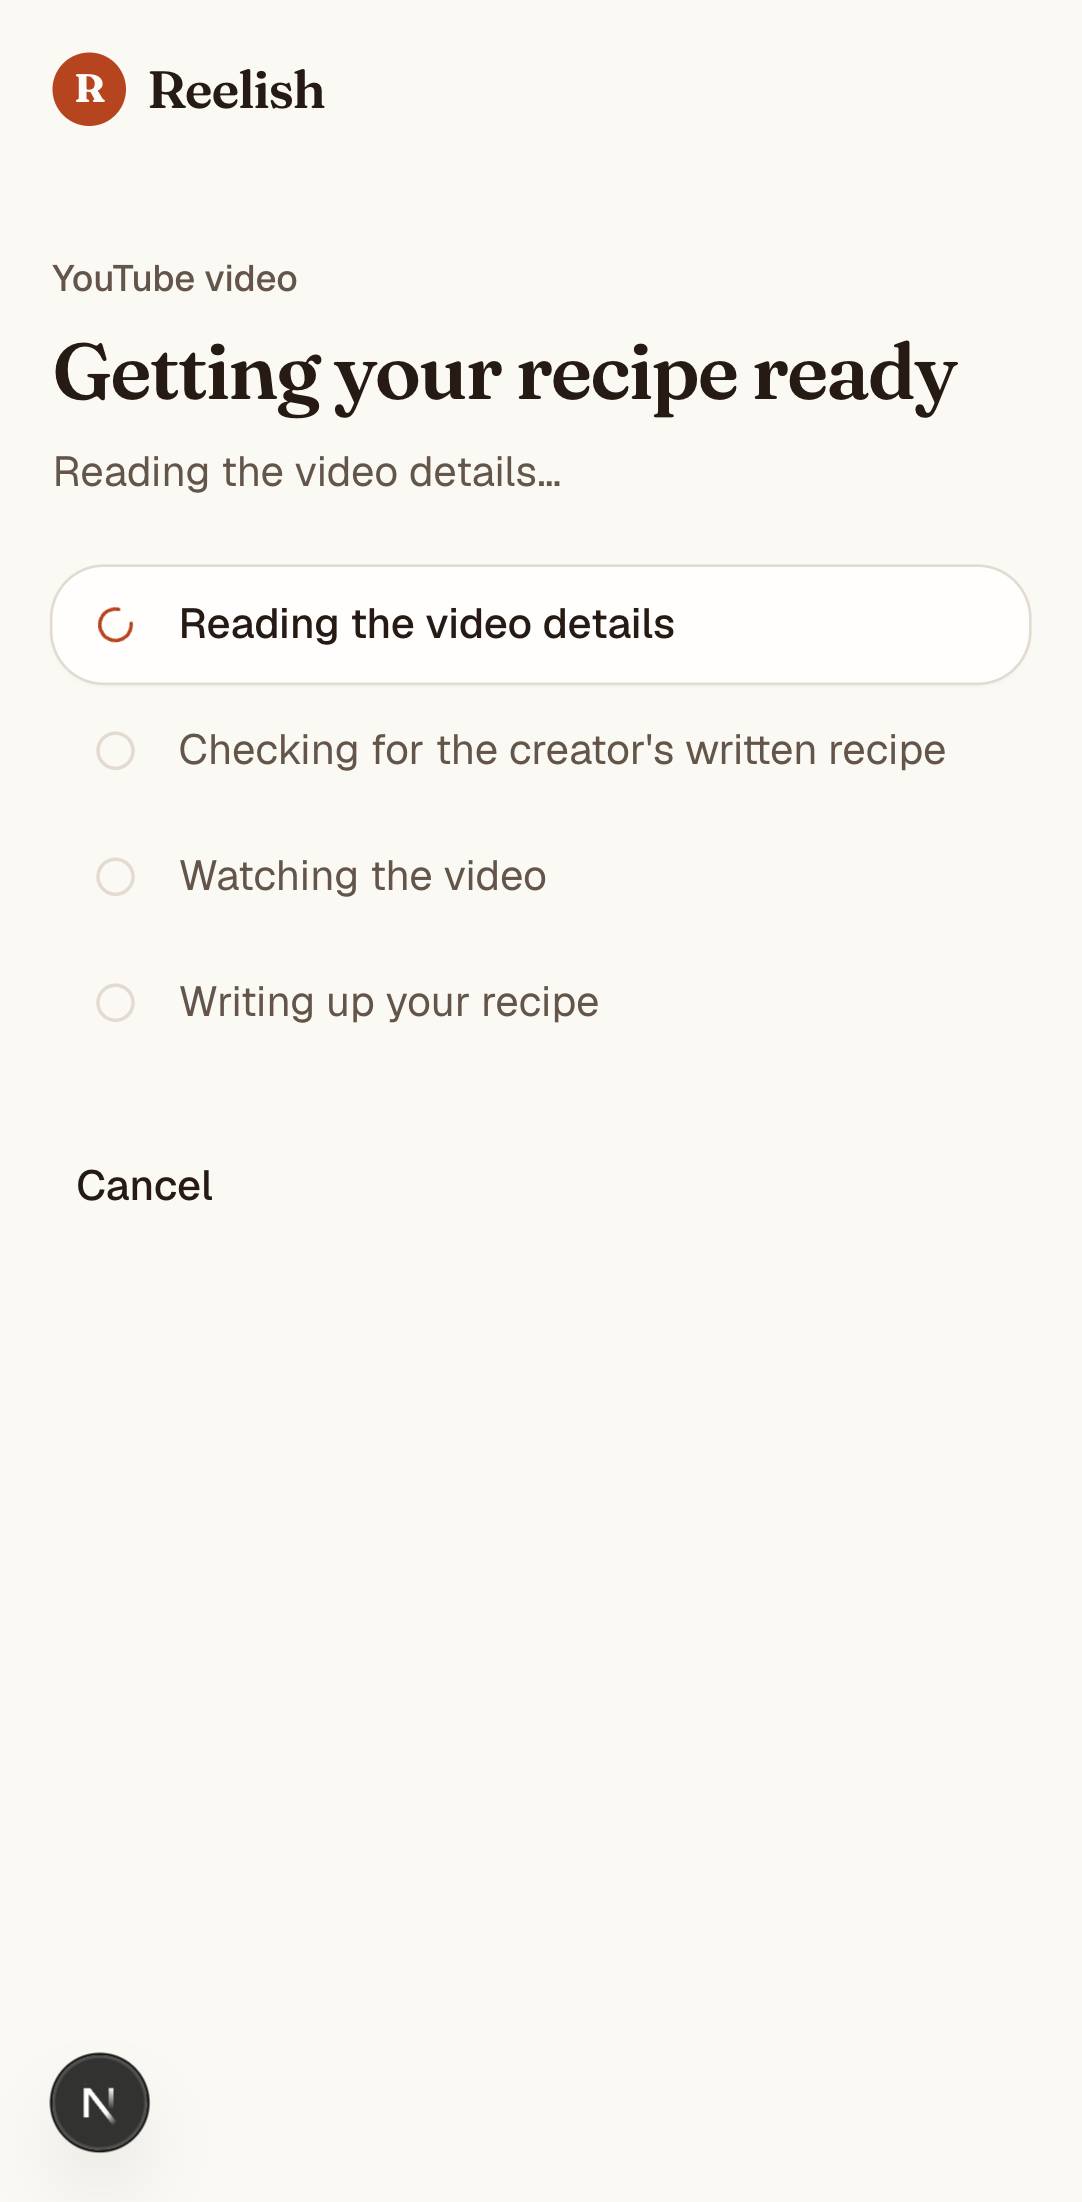 R Reelish
YouTube video
Getting your recipe ready
Reading the video details...
Reading the video details
Checking for the creator's written recipe
Watching the video
Writing up your recipe
Cancel
N